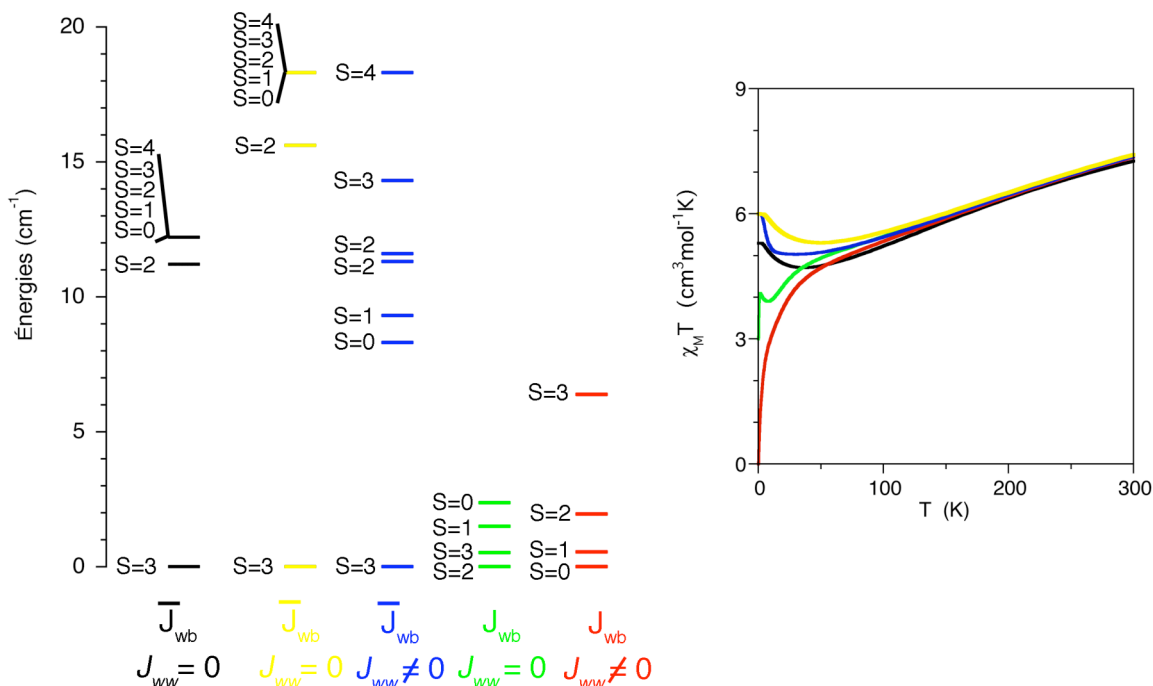 20
15
10
5
0
Énergies (cm-1)
S=4
S=3
S=2
S=1
S=0
S=2
S=3
S=4
S=3
S=2
S=1
S=0
S=2
S=3
S=4
S=3
S=2
S=2
S=1
S=0
S=3
S=0
S=1
S=3
S=2
S=3
S=2
S=1
S=0
Jwb Jwb Jwb Jwb Jwb
Jww = 0 Jww = 0 Jww ≠ 0 Jww = 0 Jww ≠ 0
9
6
3
0
χMT (cm3mol-1K)
0 100 200 300
T (K)